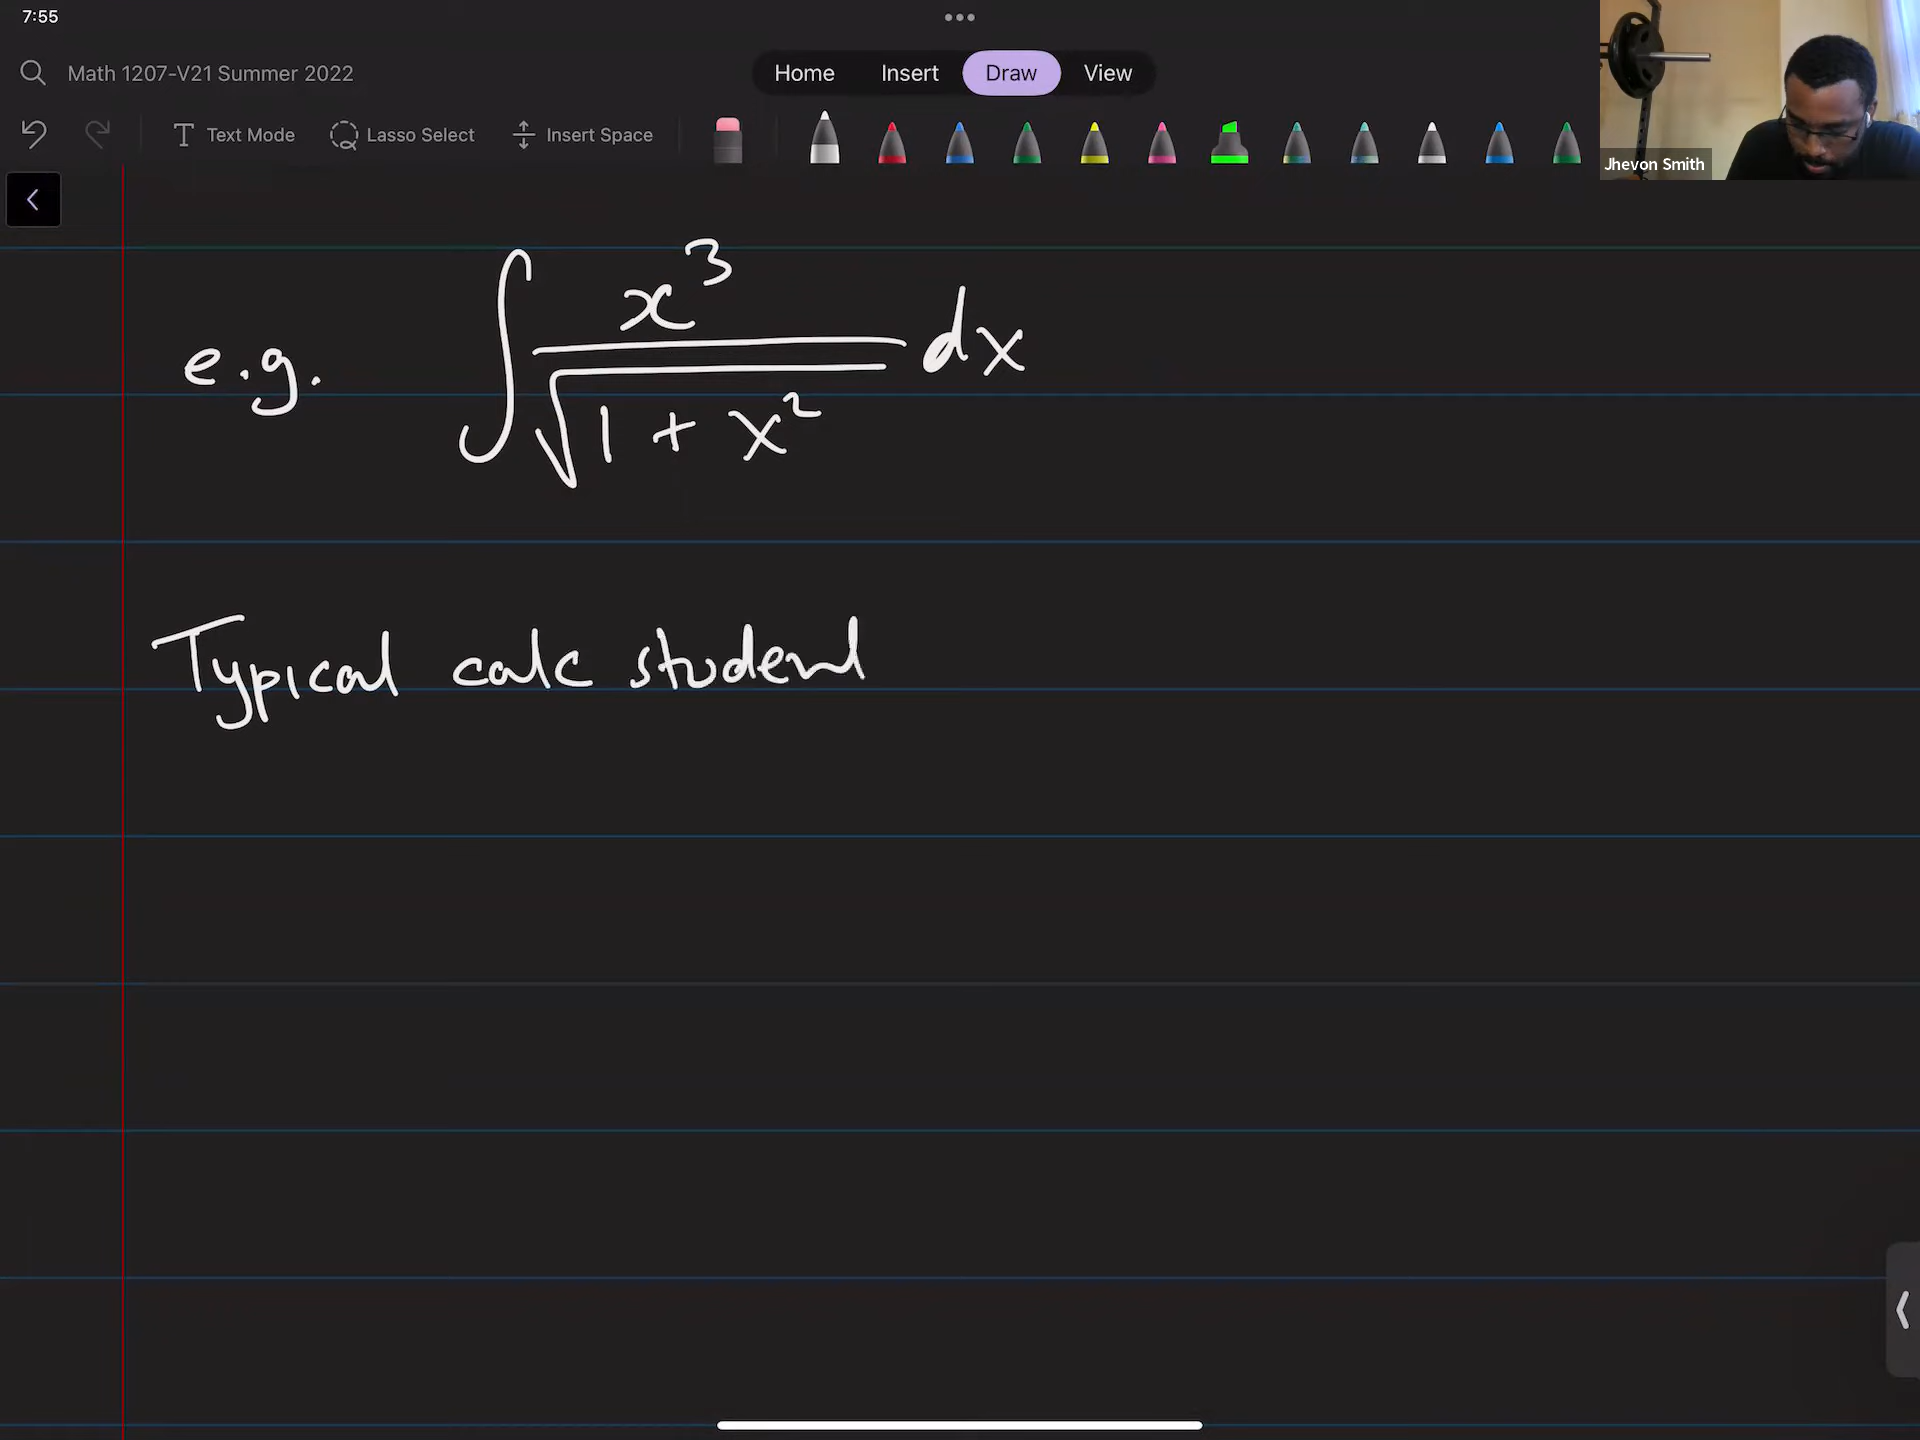 7:55
Math 1207-V21 Summer 2022
Home Insert Draw View
Text Mode Lasso Select Insert Space
Jhevon Smith
e.g. ∫ x³/√(1 + x²) dx
Typical calc student